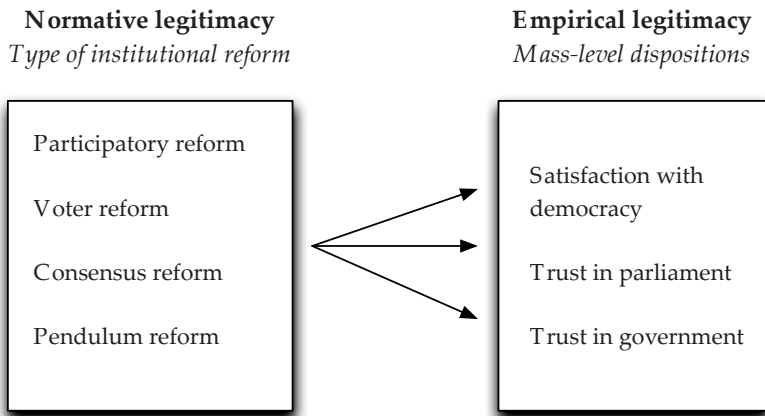 Normative legitimacy
Type of institutional reform
Participatory reform
Voter reform
Consensus reform
Pendulum reform
Empirical legitimacy
Mass-level dispositions
Satisfaction with
democracy
Trust in parliament
Trust in government